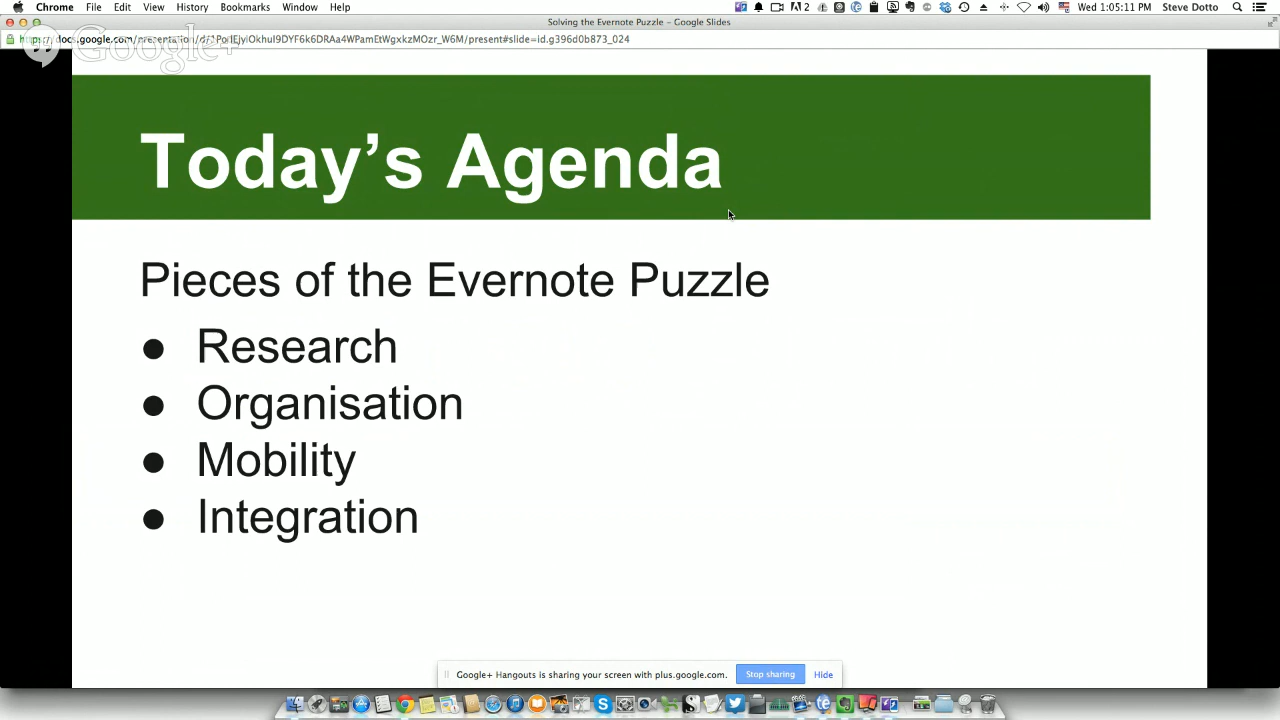 Chrome File Edit View History Bookmarks Window Help 2 Wed 1:05:11 PM Steve Dotto
Solving the Evernote Puzzle – Google Slides
Google+
Today's Agenda
Pieces of the Evernote Puzzle
● Research
● Organisation
● Mobility
● Integration
Google+ Hangouts is sharing your screen with plus.google.com. Stop sharing Hide